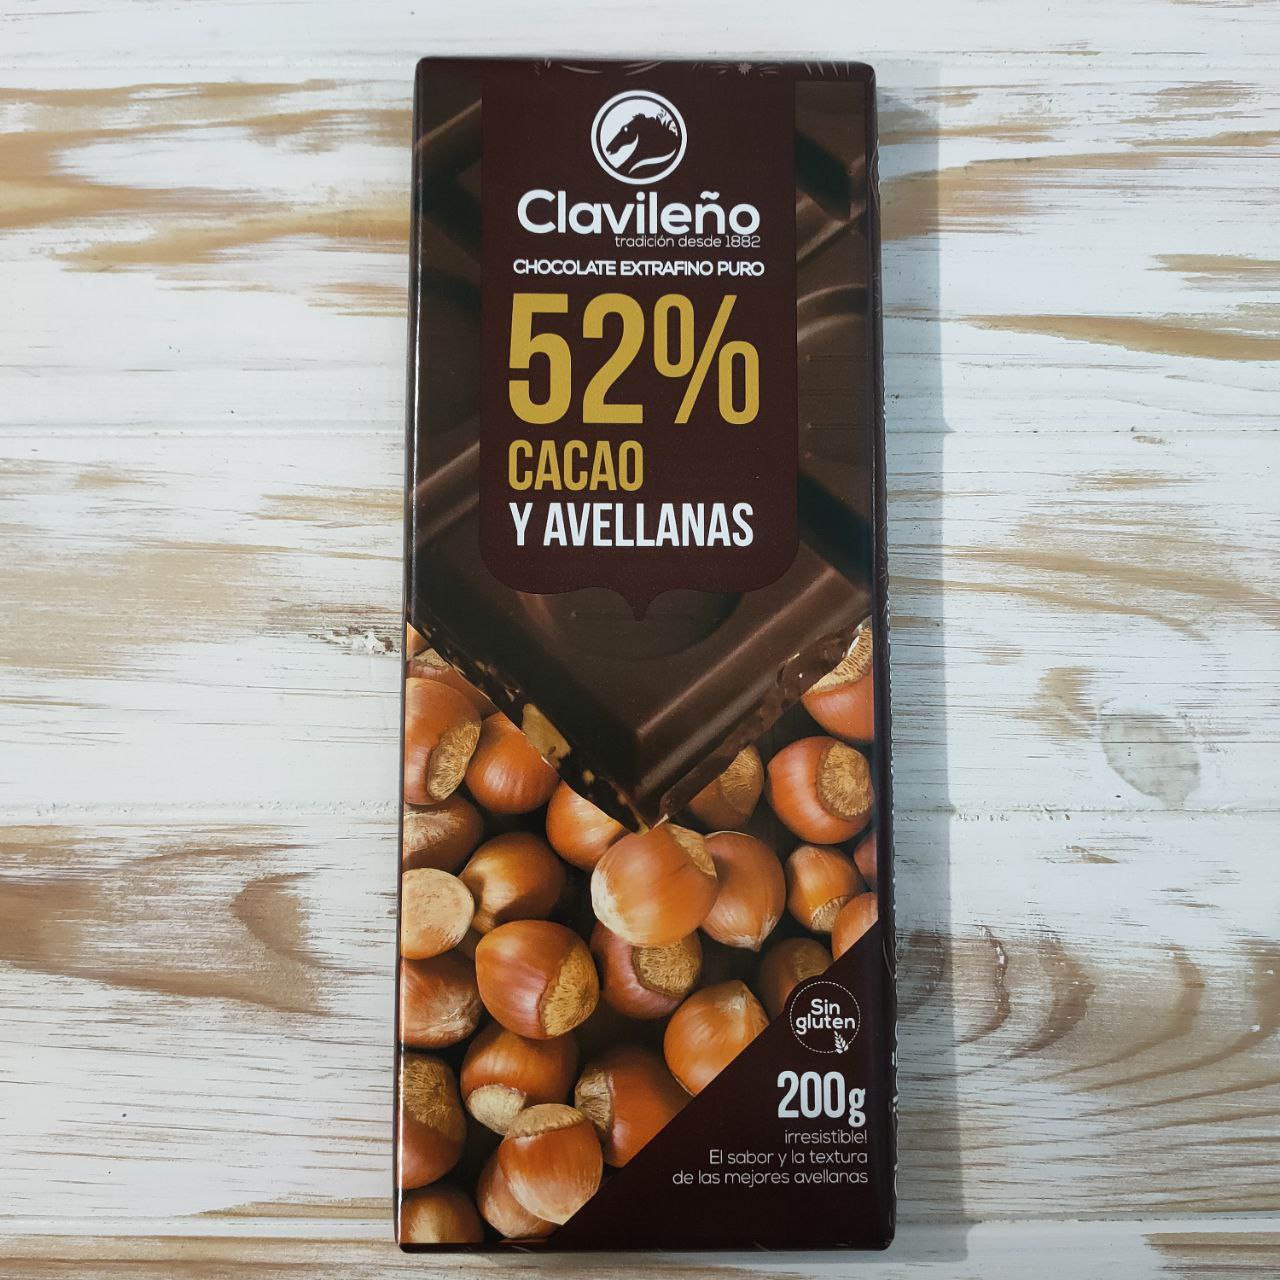 Clavileño
tradición desde 1882
CHOCOLATE EXTRAFINO PURO
52%
CACAO
Y AVELLANAS
Sin
gluten
200g
irresistible!
El sabor y la textura
de las mejores avellanas